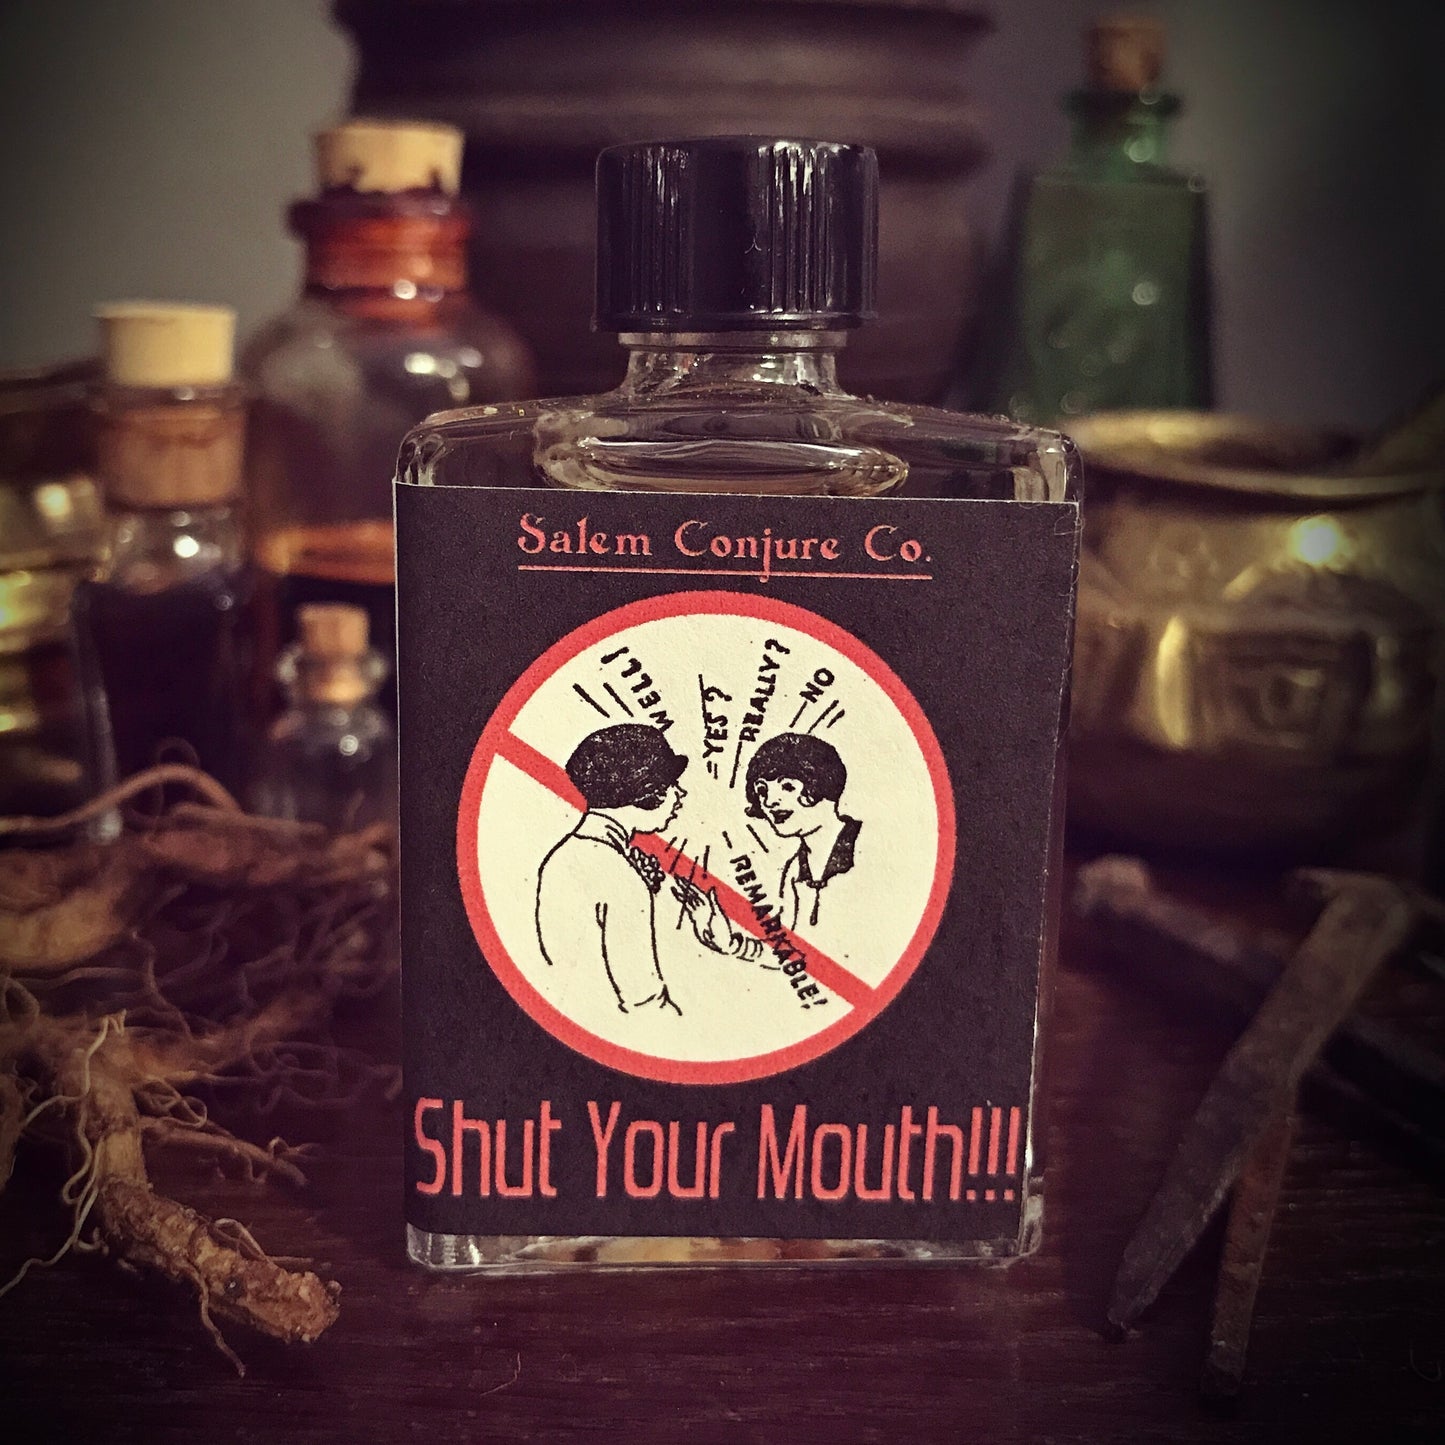 Salem Conjure Co.
WELL!
YES?
REALLY?
NO
REMARKABLE!
Shut Your Mouth!!!